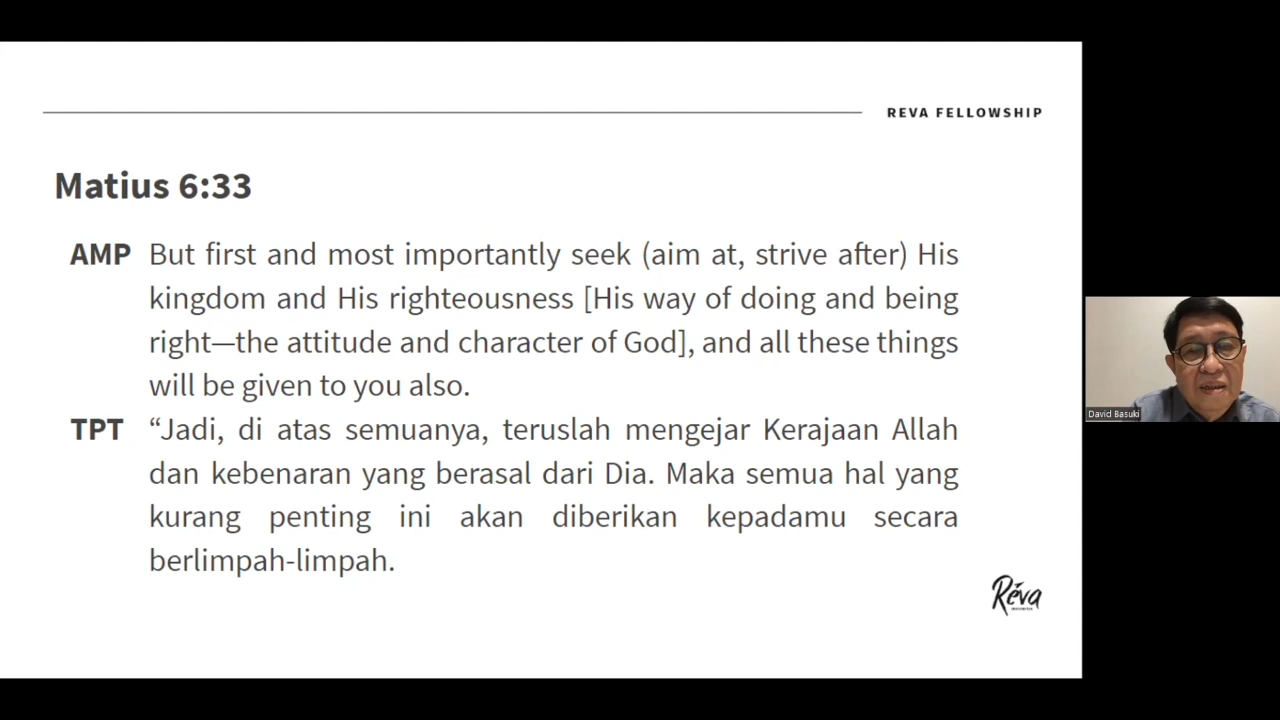 REVA FELLOWSHIP
Matius 6:33
AMP But first and most importantly seek (aim at, strive after) His
kingdom and His righteousness [His way of doing and being
right—the attitude and character of God], and all these things
will be given to you also.
TPT “Jadi, di atas semuanya, teruslah mengejar Kerajaan Allah
dan kebenaran yang berasal dari Dia. Maka semua hal yang
kurang penting ini akan diberikan kepadamu secara
berlimpah-limpah.
David Basuki
Réva